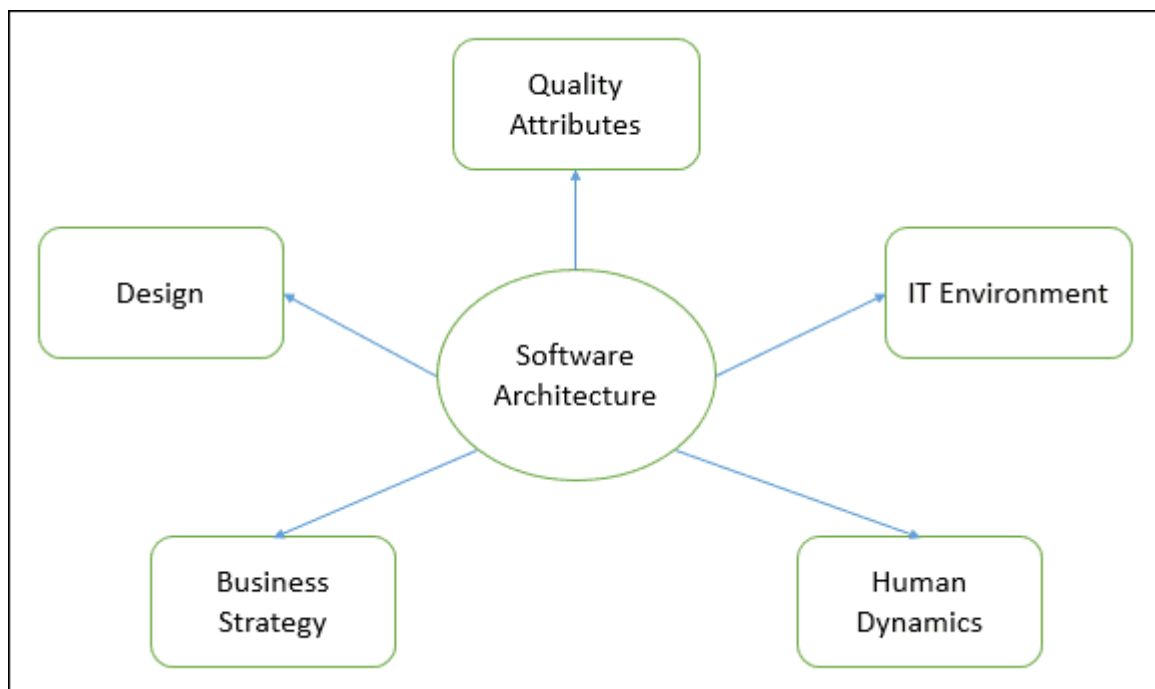 Quality
Attributes
Design
IT Environment
Software
Architecture
Business
Strategy
Human
Dynamics